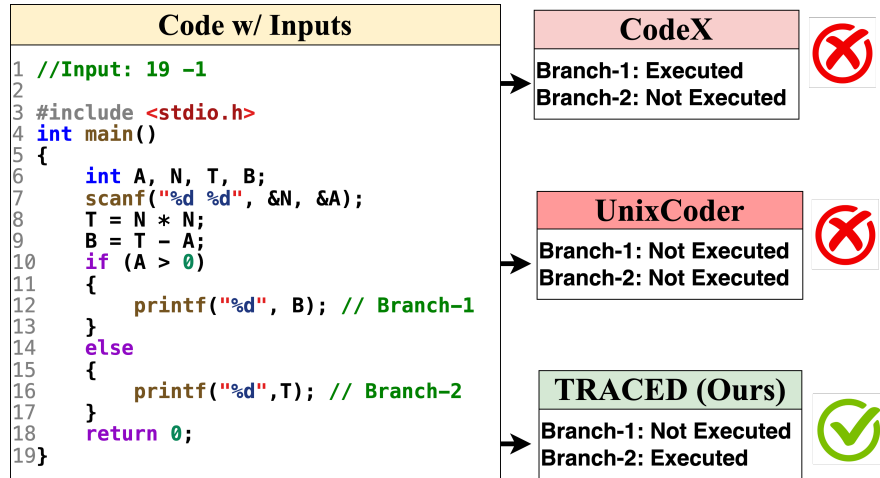 Code w/ Inputs
1 //Input: 19 -1
2
3 #include <stdio.h>
4 int main()
5 {
6     int A, N, T, B;
7     scanf("%d %d", &N, &A);
8     T = N * N;
9     B = T - A;
10    if (A > 0)
11    {
12        printf("%d", B); // Branch-1
13    }
14    else
15    {
16        printf("%d",T); // Branch-2
17    }
18    return 0;
19}
CodeX
Branch-1: Executed
Branch-2: Not Executed
UnixCoder
Branch-1: Not Executed
Branch-2: Not Executed
TRACED (Ours)
Branch-1: Not Executed
Branch-2: Executed